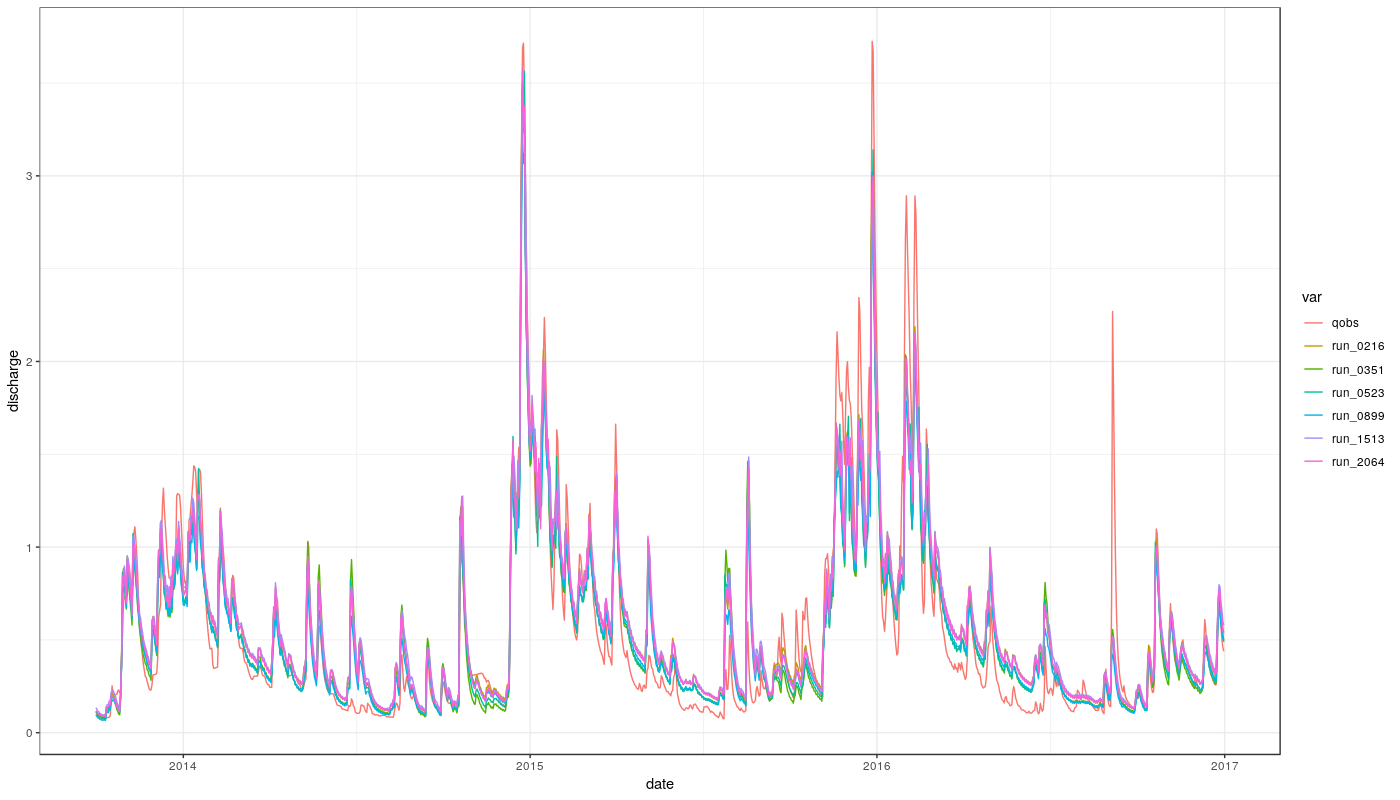 3
2
1
0
discharge
2014
2015
2016
2017
date
var
qobs
run_0216
run_0351
run_0523
run_0899
run_1513
run_2064